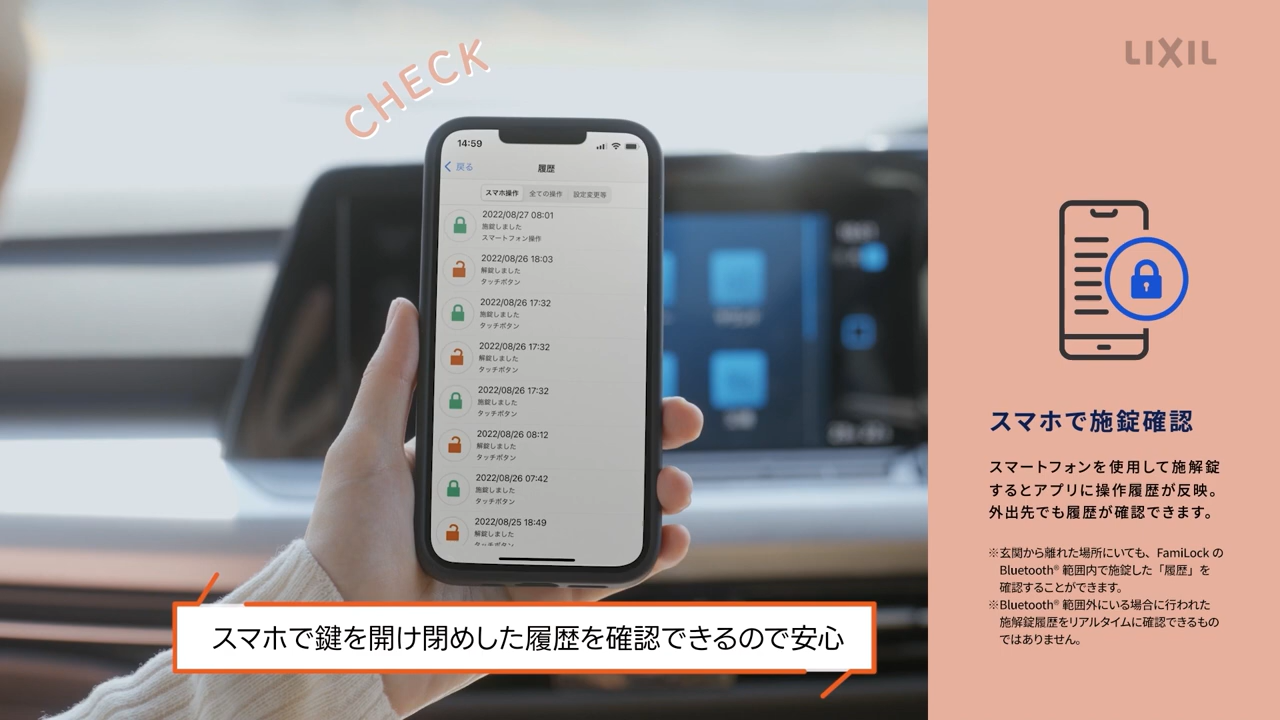 CHECK
14:59
戻る
履歴
スマホ操作 全ての操作 設定変更等
2022/08/27 08:01
施錠しました
スマートフォン操作
2022/08/26 18:03
解錠しました
タッチボタン
2022/08/26 17:32
施錠しました
タッチボタン
2022/08/26 17:32
解錠しました
タッチボタン
2022/08/26 17:32
施錠しました
タッチボタン
2022/08/26 08:12
解錠しました
タッチボタン
2022/08/26 07:42
施錠しました
タッチボタン
2022/08/25 18:49
解錠しました
タッチボタン
スマホで鍵を開け閉めした履歴を確認できるので安心
LIXIL
スマホで施錠確認
スマートフォンを使用して施解錠
するとアプリに操作履歴が反映。
外出先でも履歴が確認できます。
※玄関から離れた場所にいても、FamiLock の
Bluetooth® 範囲内で施錠した「履歴」を
確認することができます。
※Bluetooth® 範囲外にいる場合に行われた
施解錠履歴をリアルタイムに確認できるもの
ではありません。